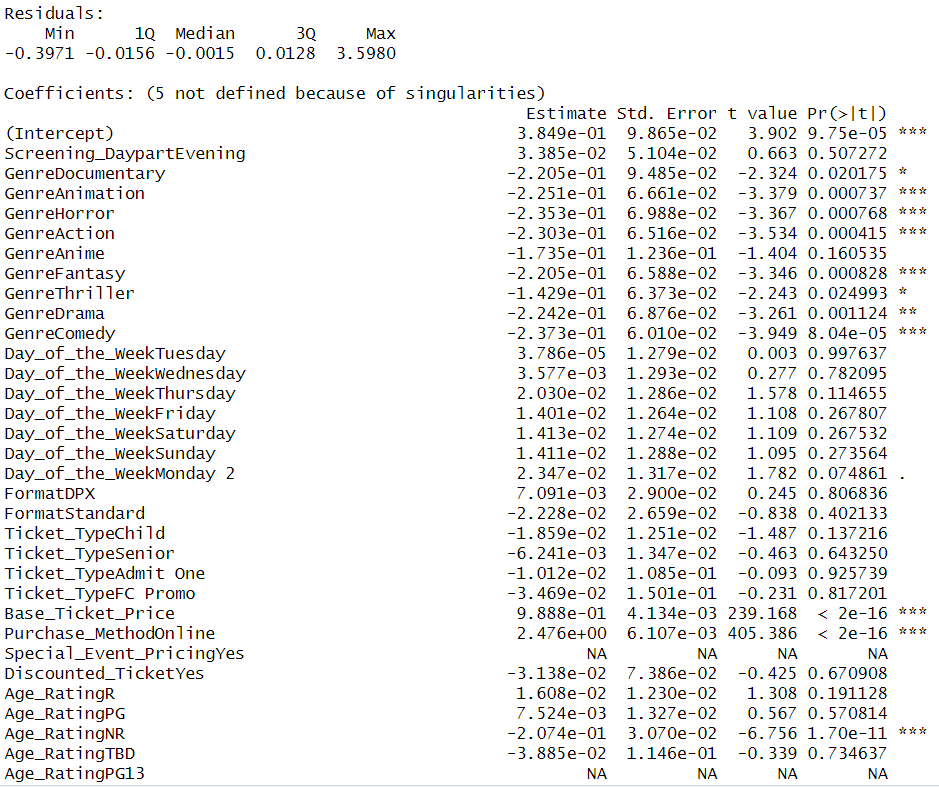 Residuals:
    Min      1Q  Median      3Q     Max
-0.3971 -0.0156 -0.0015  0.0128  3.5980
Coefficients: (5 not defined because of singularities)
Estimate Std. Error t value Pr(>|t|)
(Intercept) 3.849e-01 9.865e-02 3.902 9.75e-05 ***
Screening_DaypartEvening 3.385e-02 5.104e-02 0.663 0.507272
GenreDocumentary -2.205e-01 9.485e-02 -2.324 0.020175 *
GenreAnimation -2.251e-01 6.661e-02 -3.379 0.000737 ***
GenreHorror -2.353e-01 6.988e-02 -3.367 0.000768 ***
GenreAction -2.303e-01 6.516e-02 -3.534 0.000415 ***
GenreAnime -1.735e-01 1.236e-01 -1.404 0.160535
GenreFantasy -2.205e-01 6.588e-02 -3.346 0.000828 ***
GenreThriller -1.429e-01 6.373e-02 -2.243 0.024993 *
GenreDrama -2.242e-01 6.876e-02 -3.261 0.001124 **
GenreComedy -2.373e-01 6.010e-02 -3.949 8.04e-05 ***
Day_of_the_WeekTuesday 3.786e-05 1.279e-02 0.003 0.997637
Day_of_the_WeekWednesday 3.577e-03 1.293e-02 0.277 0.782095
Day_of_the_WeekThursday 2.030e-02 1.286e-02 1.578 0.114655
Day_of_the_WeekFriday 1.401e-02 1.264e-02 1.108 0.267807
Day_of_the_WeekSaturday 1.413e-02 1.274e-02 1.109 0.267532
Day_of_the_WeekSunday 1.411e-02 1.288e-02 1.095 0.273564
Day_of_the_WeekMonday 2 2.347e-02 1.317e-02 1.782 0.074861 .
FormatDPX 7.091e-03 2.900e-02 0.245 0.806836
FormatStandard -2.228e-02 2.659e-02 -0.838 0.402133
Ticket_TypeChild -1.859e-02 1.251e-02 -1.487 0.137216
Ticket_TypeSenior -6.241e-03 1.347e-02 -0.463 0.643250
Ticket_TypeAdmit One -1.012e-02 1.085e-01 -0.093 0.925739
Ticket_TypeFC Promo -3.469e-02 1.501e-01 -0.231 0.817201
Base_Ticket_Price 9.888e-01 4.134e-03 239.168 < 2e-16 ***
Purchase_MethodOnline 2.476e+00 6.107e-03 405.386 < 2e-16 ***
Special_Event_PricingYes NA NA NA NA
Discounted_TicketYes -3.138e-02 7.386e-02 -0.425 0.670908
Age_RatingR 1.608e-02 1.230e-02 1.308 0.191128
Age_RatingPG 7.524e-03 1.327e-02 0.567 0.570814
Age_RatingNR -2.074e-01 3.070e-02 -6.756 1.70e-11 ***
Age_RatingTBD -3.885e-02 1.146e-01 -0.339 0.734637
Age_RatingPG13 NA NA NA NA